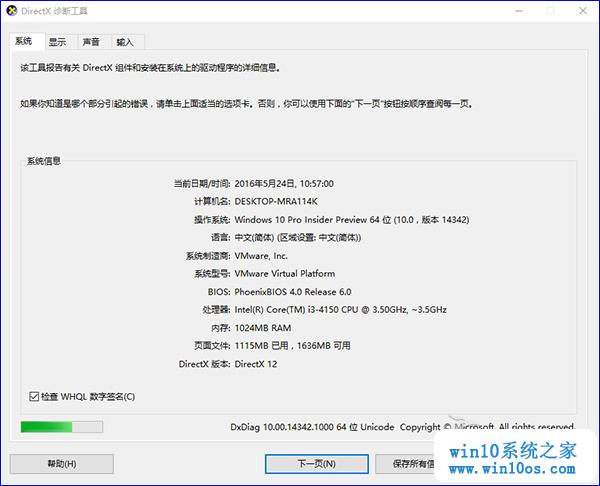 DirectX 诊断工具
系统 显示 声音 输入
该工具报告有关 DirectX 组件和安装在系统上的驱动程序的详细信息。
如果你知道是哪个部分引起的错误，请单击上面适当的选项卡。否则，你可以使用下面的"下一页"按钮按顺序查阅每一页。
系统信息
当前日期/时间: 2016年5月24日, 10:57:00
计算机名: DESKTOP-MRA114K
操作系统: Windows 10 Pro Insider Preview 64 位 (10.0，版本 14342)
语言: 中文(简体) (区域设置: 中文(简体))
系统制造商: VMware, Inc.
系统型号: VMware Virtual Platform
BIOS: PhoenixBIOS 4.0 Release 6.0
处理器: Intel(R) Core(TM) i3-4150 CPU @ 3.50GHz, ~3.5GHz
内存: 1024MB RAM
页面文件: 1115MB 已用，1636MB 可用
DirectX 版本: DirectX 12
检查 WHQL 数字签名(C)
DxDiag 10.00.14342.1000 64 位 Unicode Copyright © Microsoft. All rights reserved.
帮助(H) 下一页(N) 保存所有信
win10系统之家
www.win10os.com